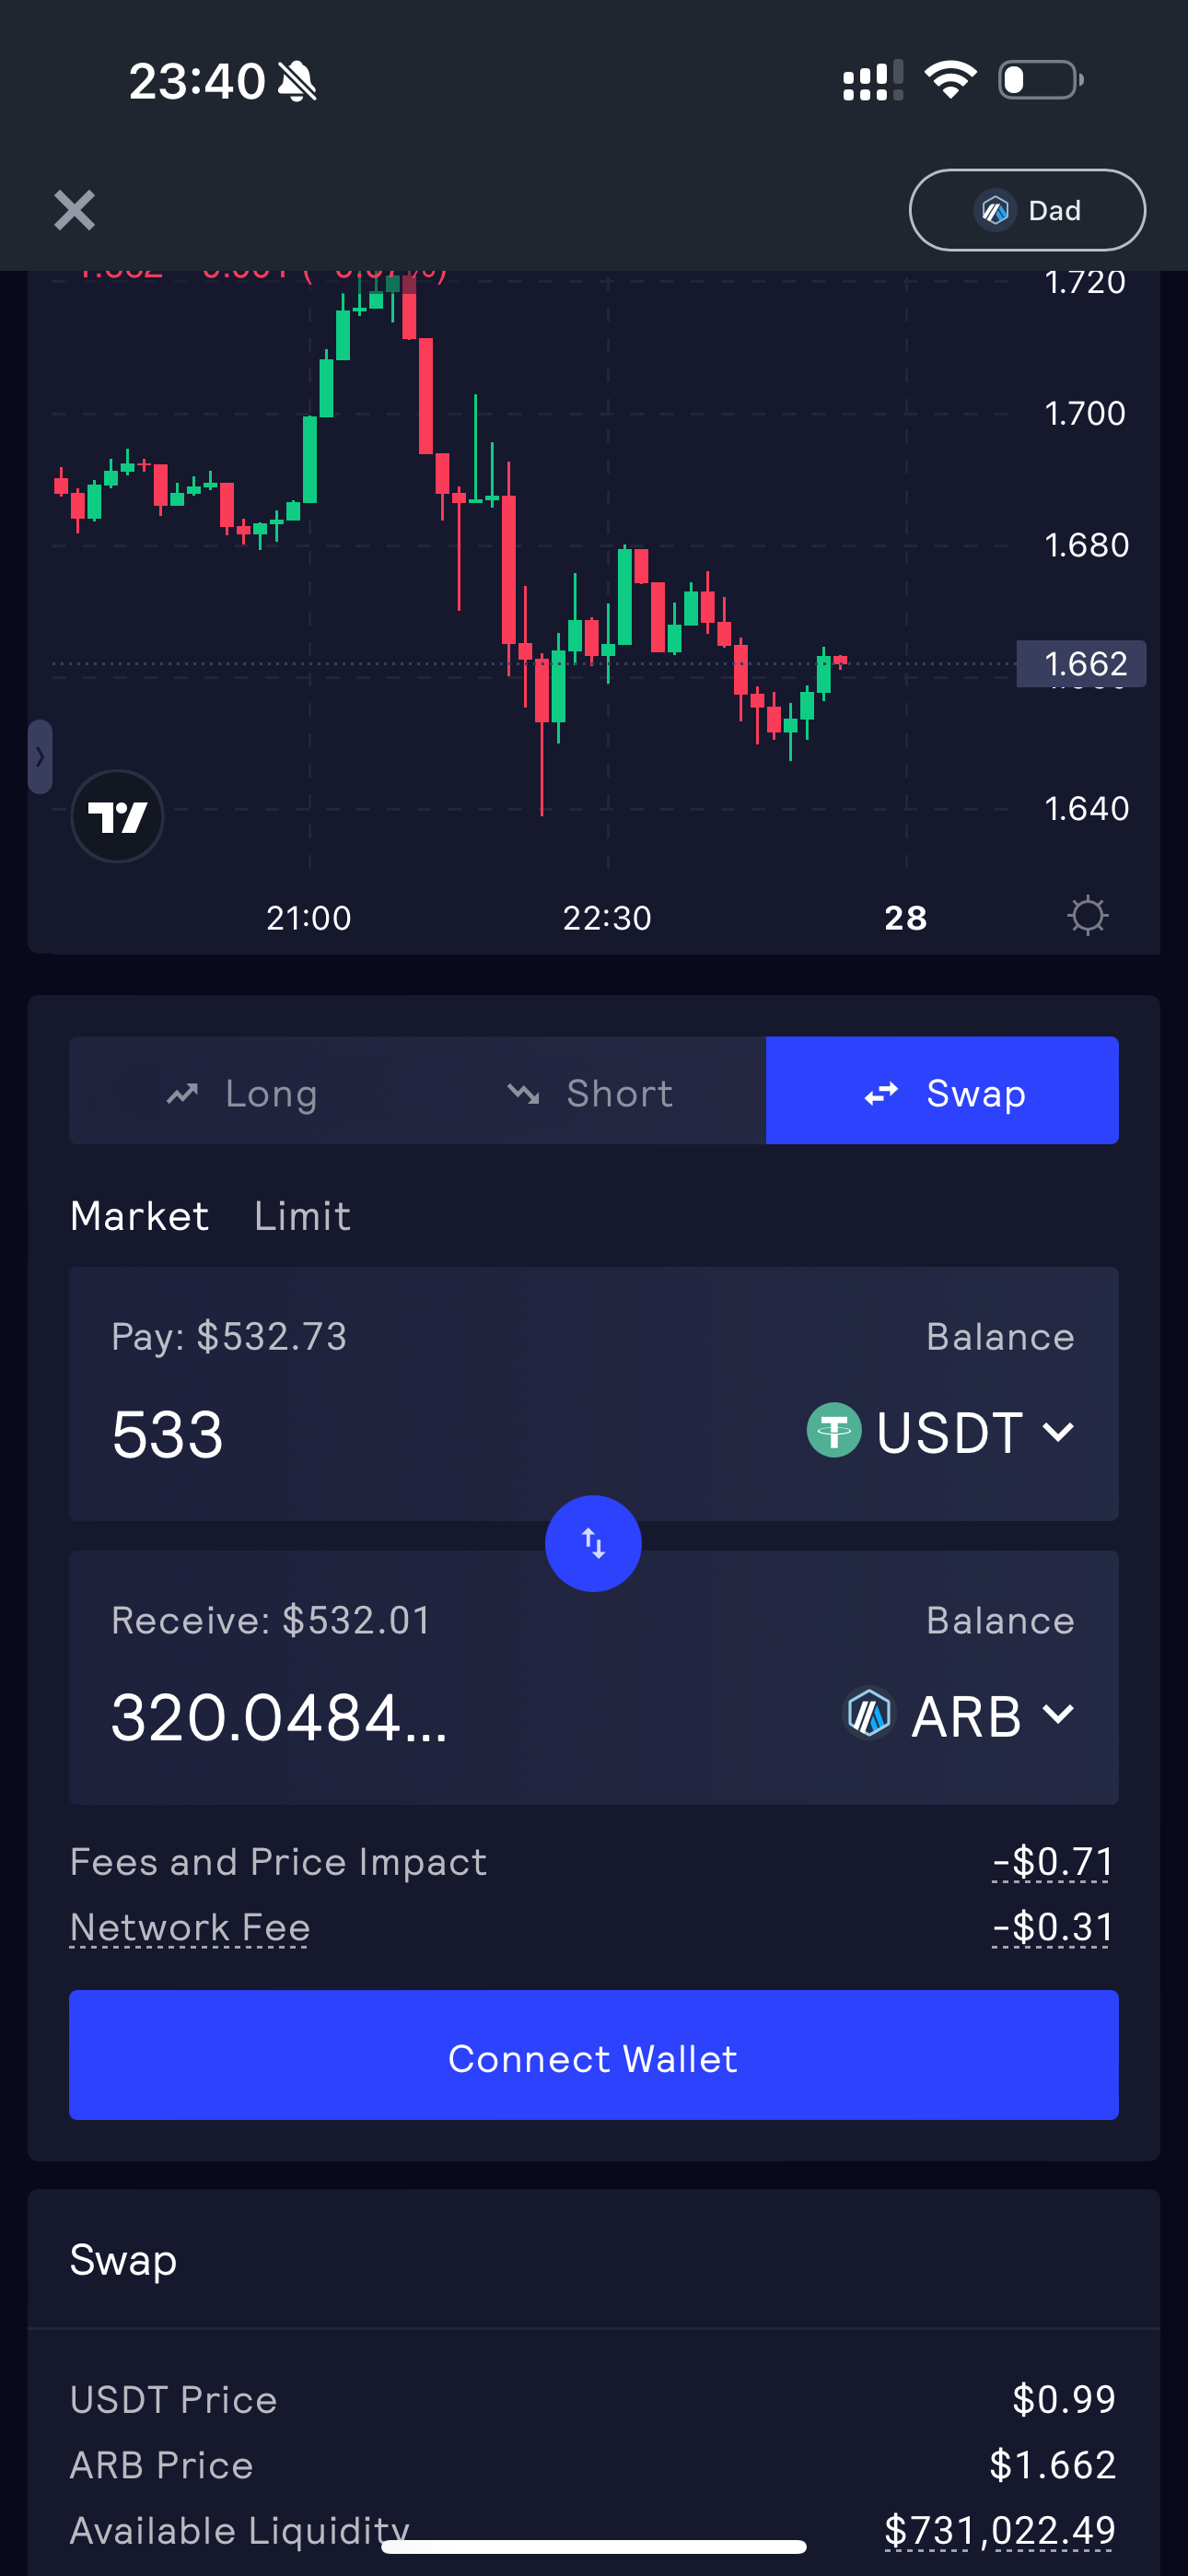 23:40
Dad
1.720
1.700
1.680
1.662
1.640
21:00 22:30 28
Long Short Swap
Market Limit
Pay: $532.73 Balance
533 USDT
Receive: $532.01 Balance
320.0484... ARB
Fees and Price Impact -$0.71
Network Fee -$0.31
Connect Wallet
Swap
USDT Price $0.99
ARB Price $1.662
Available Liquidity $731,022.49